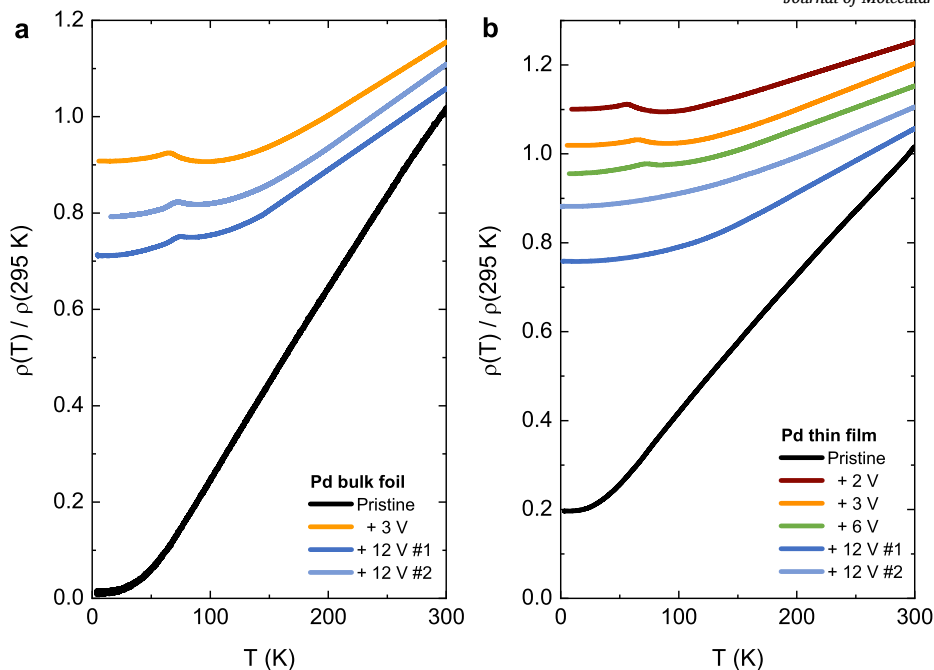 Journal of Molecular
a
1.2
1.0
0.8
0.6
0.4
0.2
0.0
0
100
200
300
T (K)
ρ(T) / ρ(295 K)
Pd bulk foil
Pristine
+ 3 V
+ 12 V #1
+ 12 V #2
b
1.2
1.0
0.8
0.6
0.4
0.2
0.0
0
100
200
300
T (K)
ρ(T) / ρ(295 K)
Pd thin film
Pristine
+ 2 V
+ 3 V
+ 6 V
+ 12 V #1
+ 12 V #2